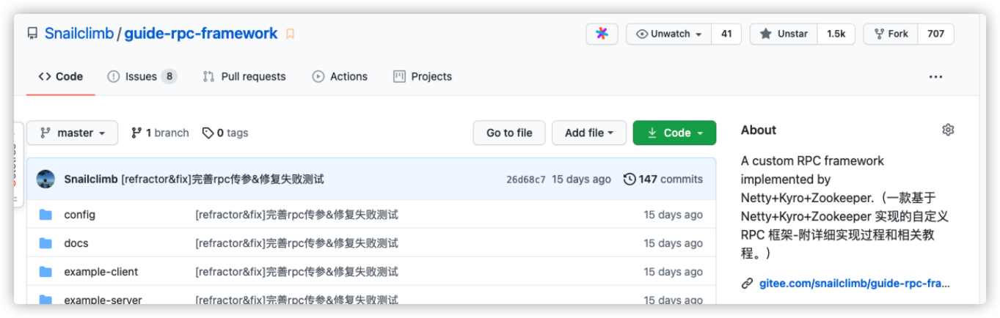 Snailclimb / guide-rpc-framework
Unwatch 41 Unstar 1.5k Fork 707
Code Issues 8 Pull requests Actions Projects ...
master 1 branch 0 tags Go to file Add file Code
Snailclimb [refractor&fix]完善rpc传参&修复失败测试 26d68c7 15 days ago 147 commits
config [refractor&fix]完善rpc传参&修复失败测试 15 days ago
docs [refractor&fix]完善rpc传参&修复失败测试 15 days ago
example-client [refractor&fix]完善rpc传参&修复失败测试 15 days ago
example-server [refractor&fix]完善rpc传参&修复失败测试 15 days ago
About
A custom RPC framework
implemented by
Netty+Kyro+Zookeeper.（一款基于
Netty+Kyro+Zookeeper 实现的自定义
RPC 框架-附详细实现过程和相关教
程。）
gitee.com/snailclimb/guide-rpc-fra...